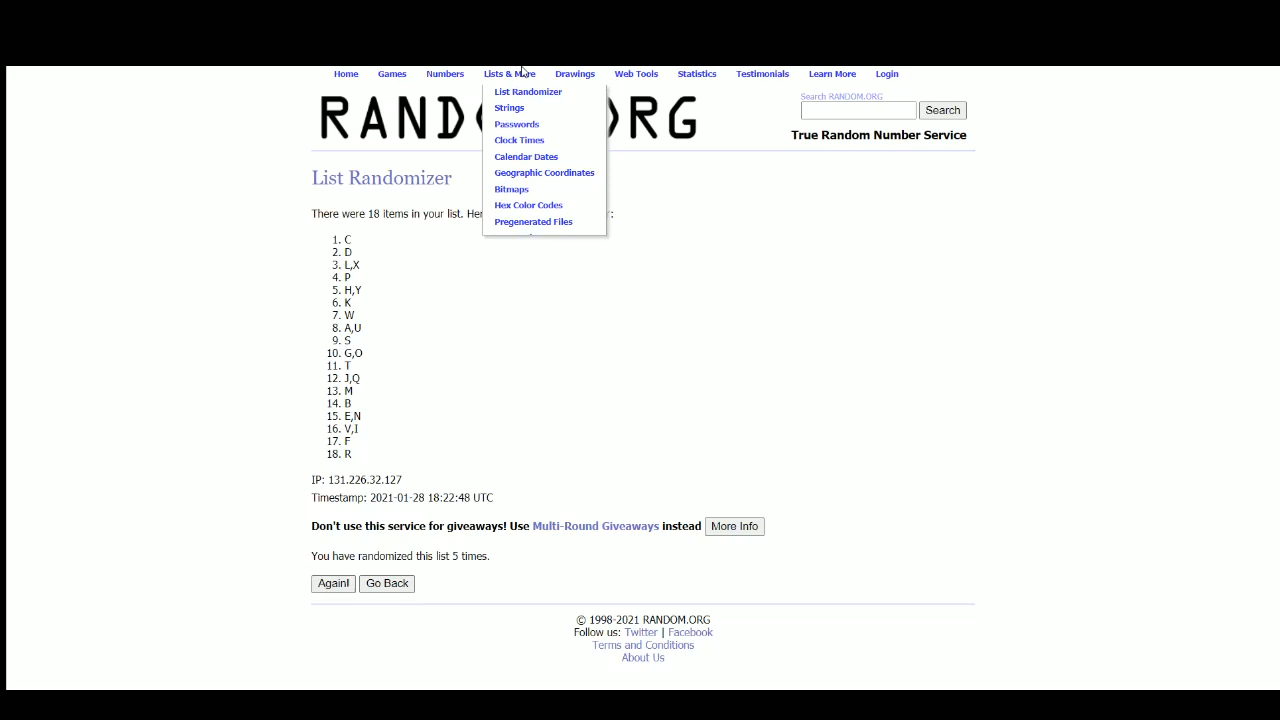 Home Games Numbers Lists & More Drawings Web Tools Statistics Testimonials Learn More Login
List Randomizer
Strings
Passwords
Clock Times
Calendar Dates
Geographic Coordinates
Bitmaps
Hex Color Codes
Pregenerated Files
Search RANDOM.ORG
Search
True Random Number Service
List Randomizer
There were 18 items in your list.
1. C
2. D
3. L,X
4. P
5. H,Y
6. K
7. W
8. A,U
9. S
10. G,O
11. T
12. J,Q
13. M
14. B
15. E,N
16. V,I
17. F
18. R
IP: 131.226.32.127
Timestamp: 2021-01-28 18:22:48 UTC
Don't use this service for giveaways! Use Multi-Round Giveaways instead More Info
You have randomized this list 5 times.
Again! Go Back
© 1998-2021 RANDOM.ORG
Follow us: Twitter | Facebook
Terms and Conditions
About Us